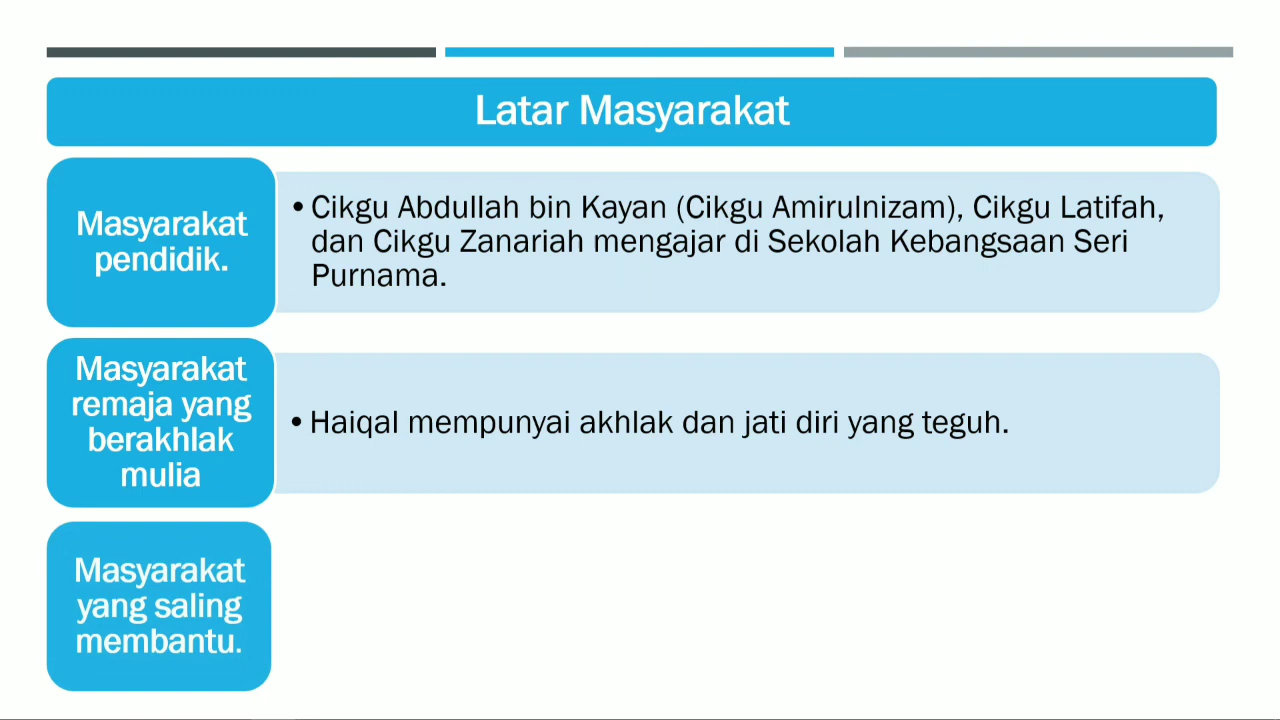 Latar Masyarakat
Masyarakat
pendidik.
• Cikgu Abdullah bin Kayan (Cikgu Amirulnizam), Cikgu Latifah,
dan Cikgu Zanariah mengajar di Sekolah Kebangsaan Seri
Purnama.
Masyarakat
remaja yang
berakhlak
mulia
• Haiqal mempunyai akhlak dan jati diri yang teguh.
Masyarakat
yang saling
membantu.